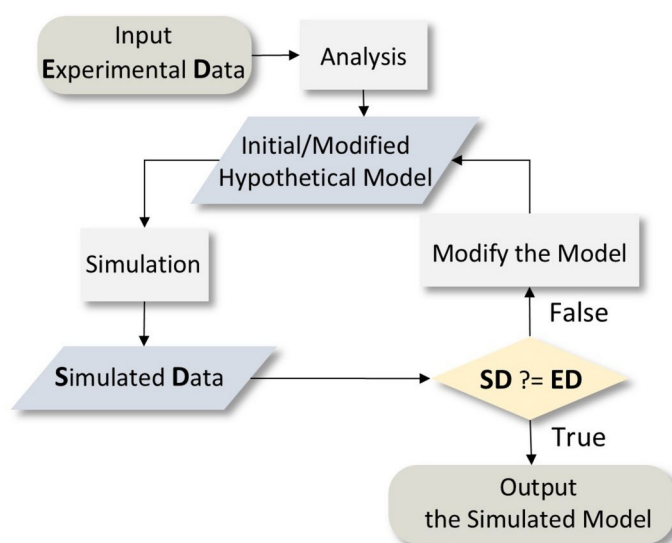 Input
Experimental Data
Analysis
Initial/Modified
Hypothetical Model
Simulation
Modify the Model
False
Simulated Data
SD ?= ED
True
Output
the Simulated Model